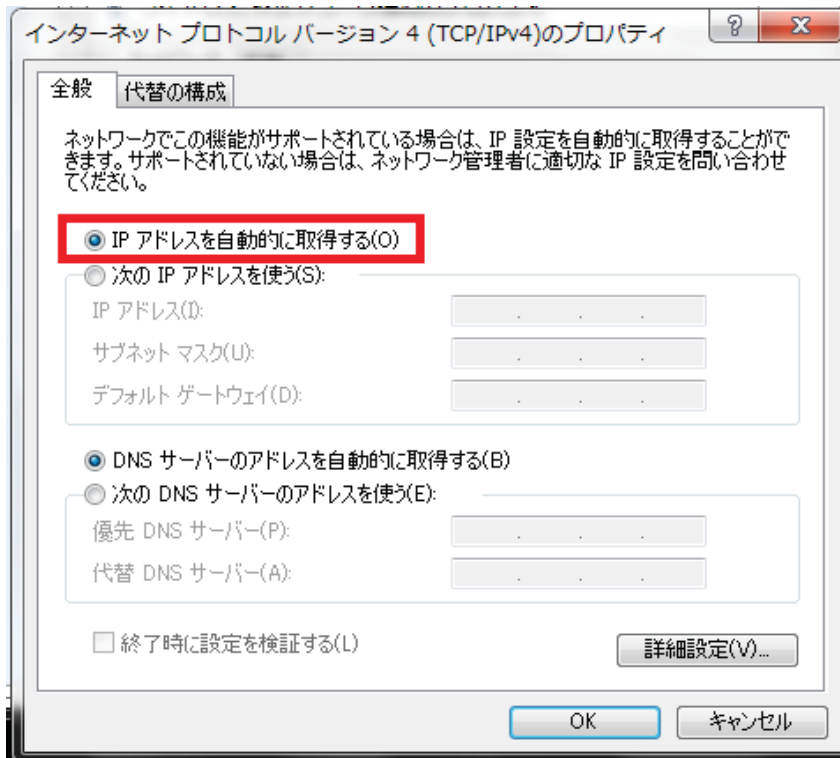 インターネット プロトコル バージョン 4 (TCP/IPv4)のプロパティ
全般
代替の構成
ネットワークでこの機能がサポートされている場合は、IP 設定を自動的に取得することがで
きます。サポートされていない場合は、ネットワーク管理者に適切な IP 設定を問い合わせ
てください。
IP アドレスを自動的に取得する(O)
次の IP アドレスを使う(S):
IP アドレス(I):
サブネット マスク(U):
デフォルト ゲートウェイ(D):
DNS サーバーのアドレスを自動的に取得する(B)
次の DNS サーバーのアドレスを使う(E):
優先 DNS サーバー(P):
代替 DNS サーバー(A):
終了時に設定を検証する(L)
詳細設定(V)...
OK
キャンセル